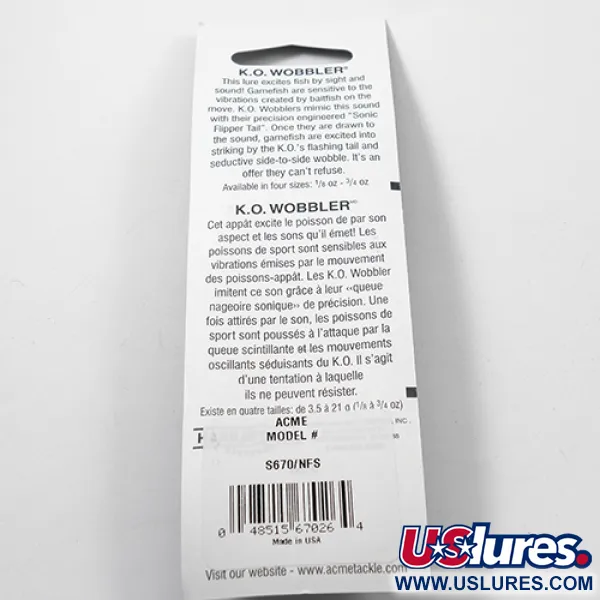 K.O. WOBBLER®
This lure excites fish by sight and
sound! Gamefish are sensitive to the
vibrations created by baitfish on the
move. K.O. Wobblers mimic this sound
with their precision engineered "Sonic
Flipper Tail". Once they are drawn to
the sound, gamefish are excited into
striking by the K.O.'s flashing tail and
seductive side-to-side wobble. It's an
offer they can't refuse.
Available in four sizes: 1/8 oz - 3/4 oz
K.O. WOBBLER
Cet appât excite le poisson de par son
aspect et les sons qu'il émet! Les
poissons de sport sont sensibles aux
vibrations émises par le mouvement
des poissons-appât. Les K.O. Wobbler
imitent ce son grâce à leur «queue
nageoire sonique» de précision. Une
fois attirés par le son, les poissons de
sport sont poussés à l'attaque par la
queue scintillante et les mouvements
oscillants séduisants du K.O. Il s'agit
d'une tentation à laquelle
ils ne peuvent résister.
Existe en quatre tailles: de 3.5 à 21 g (1/8 à 3/4 oz)
ACME
MODEL #
INC.
S670/NFS
0 48515 67026 4
Made in USA
Visit our website - www.acmetackle.com
USlures.
WWW.USLURES.COM